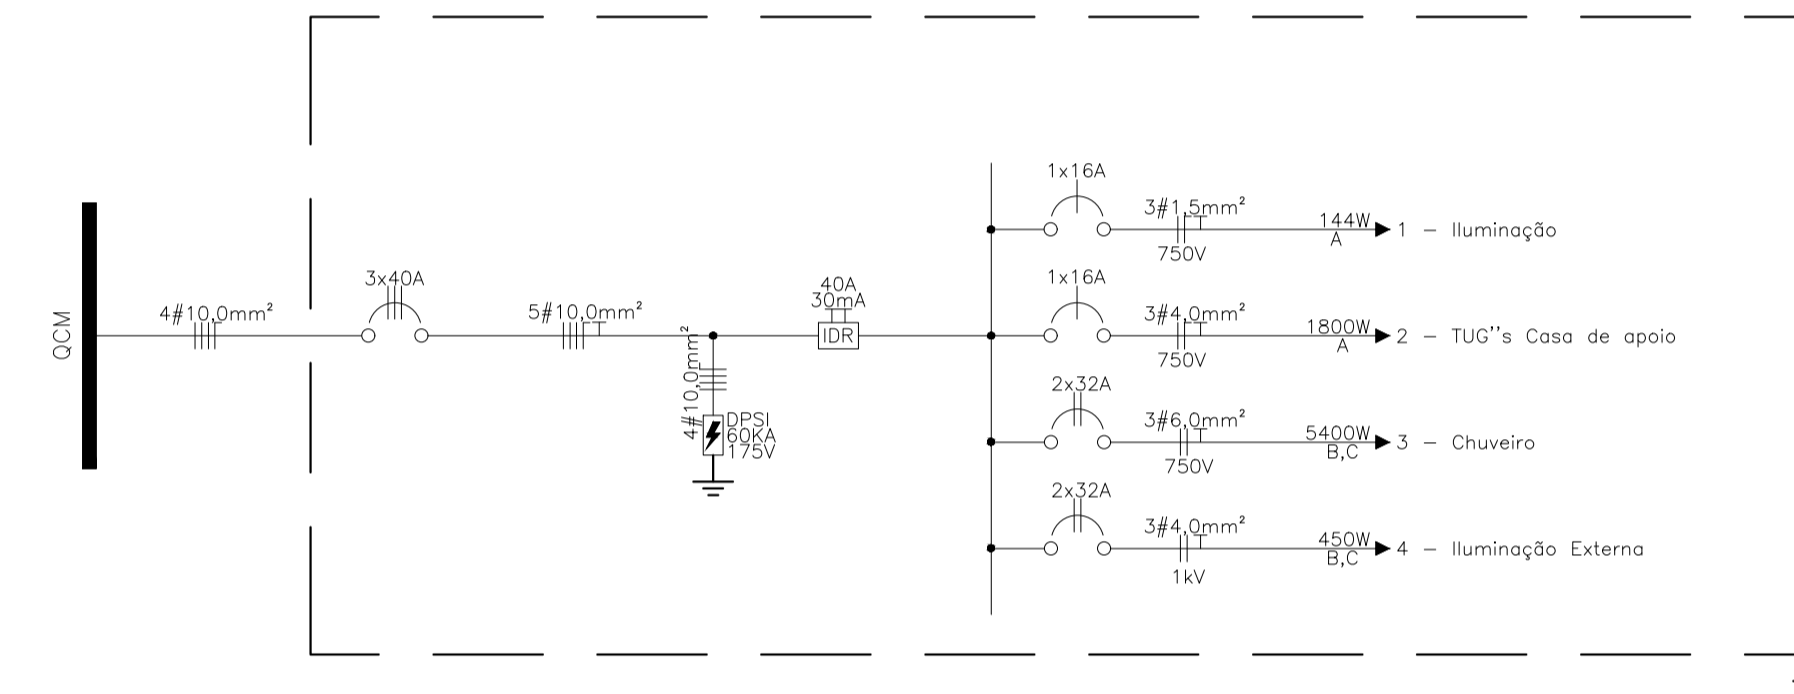 QCM
4#10,0mm²
3x40A
5#10,0mm²
4#10,0mm²
DPSI
60KA
175V
40A
30mA
IDR
1x16A
3#1,5mm²
750V
144W
A
1 – Iluminação
1x16A
3#4,0mm²
750V
1800W
A
2 – TUG''s Casa de apoio
2x32A
3#6,0mm²
750V
5400W
B,C
3 – Chuveiro
2x32A
3#4,0mm²
1kV
450W
B,C
4 – Iluminação Externa